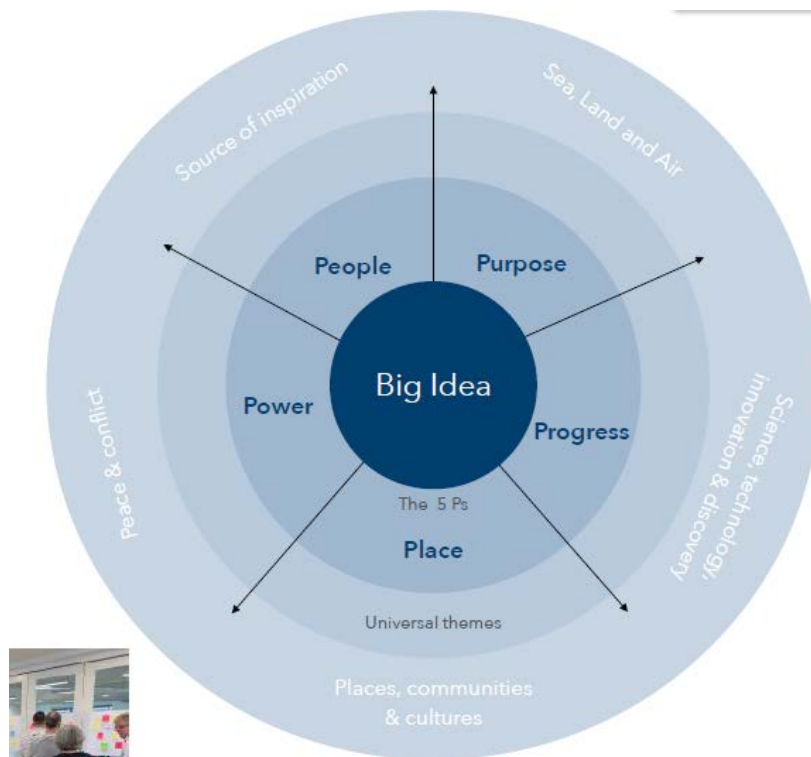 Source of inspiration
Sea, Land and Air
People
Purpose
Big Idea
Power
Progress
Peace & conflict
Science, technology,
innovation & discovery
The 5 Ps
Place
Universal themes
Places, communities
& cultures